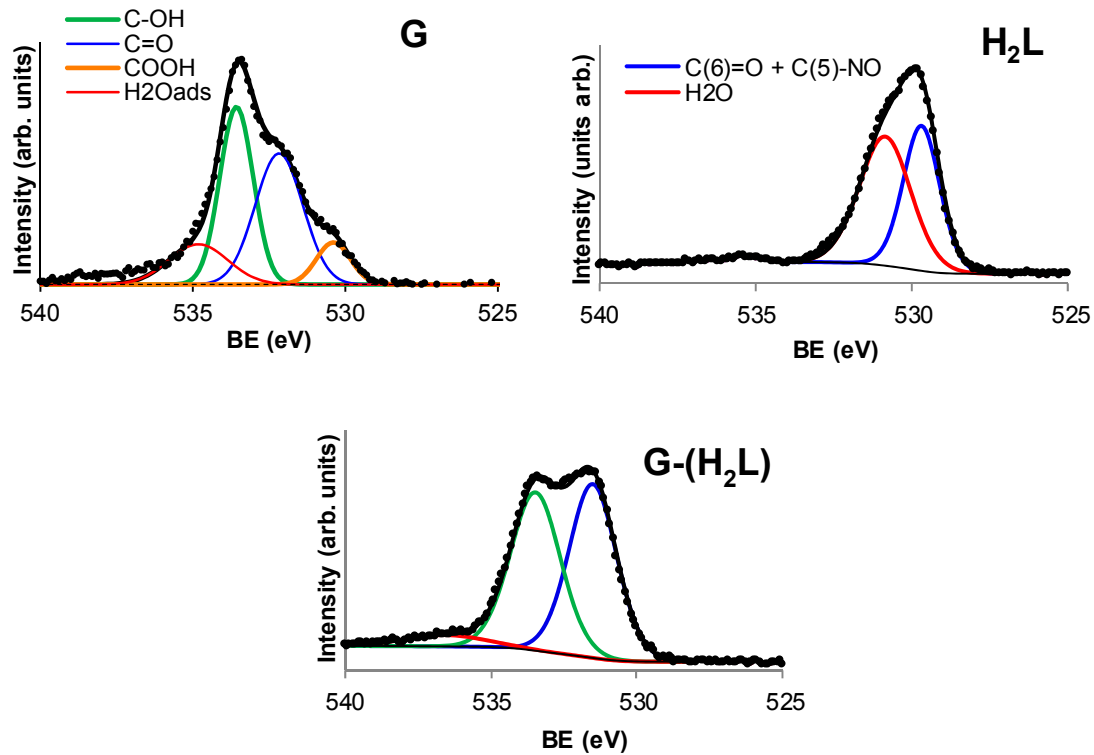 G
C-OH
C=O
COOH
H2Oads
Intensity (arb. units)
540 535 530 525
BE (eV)
H₂L
C(6)=O + C(5)-NO
H2O
Intensity (units arb.)
540 535 530 525
BE (eV)
G-(H₂L)
Intensity (arb. units)
540 535 530 525
BE (eV)